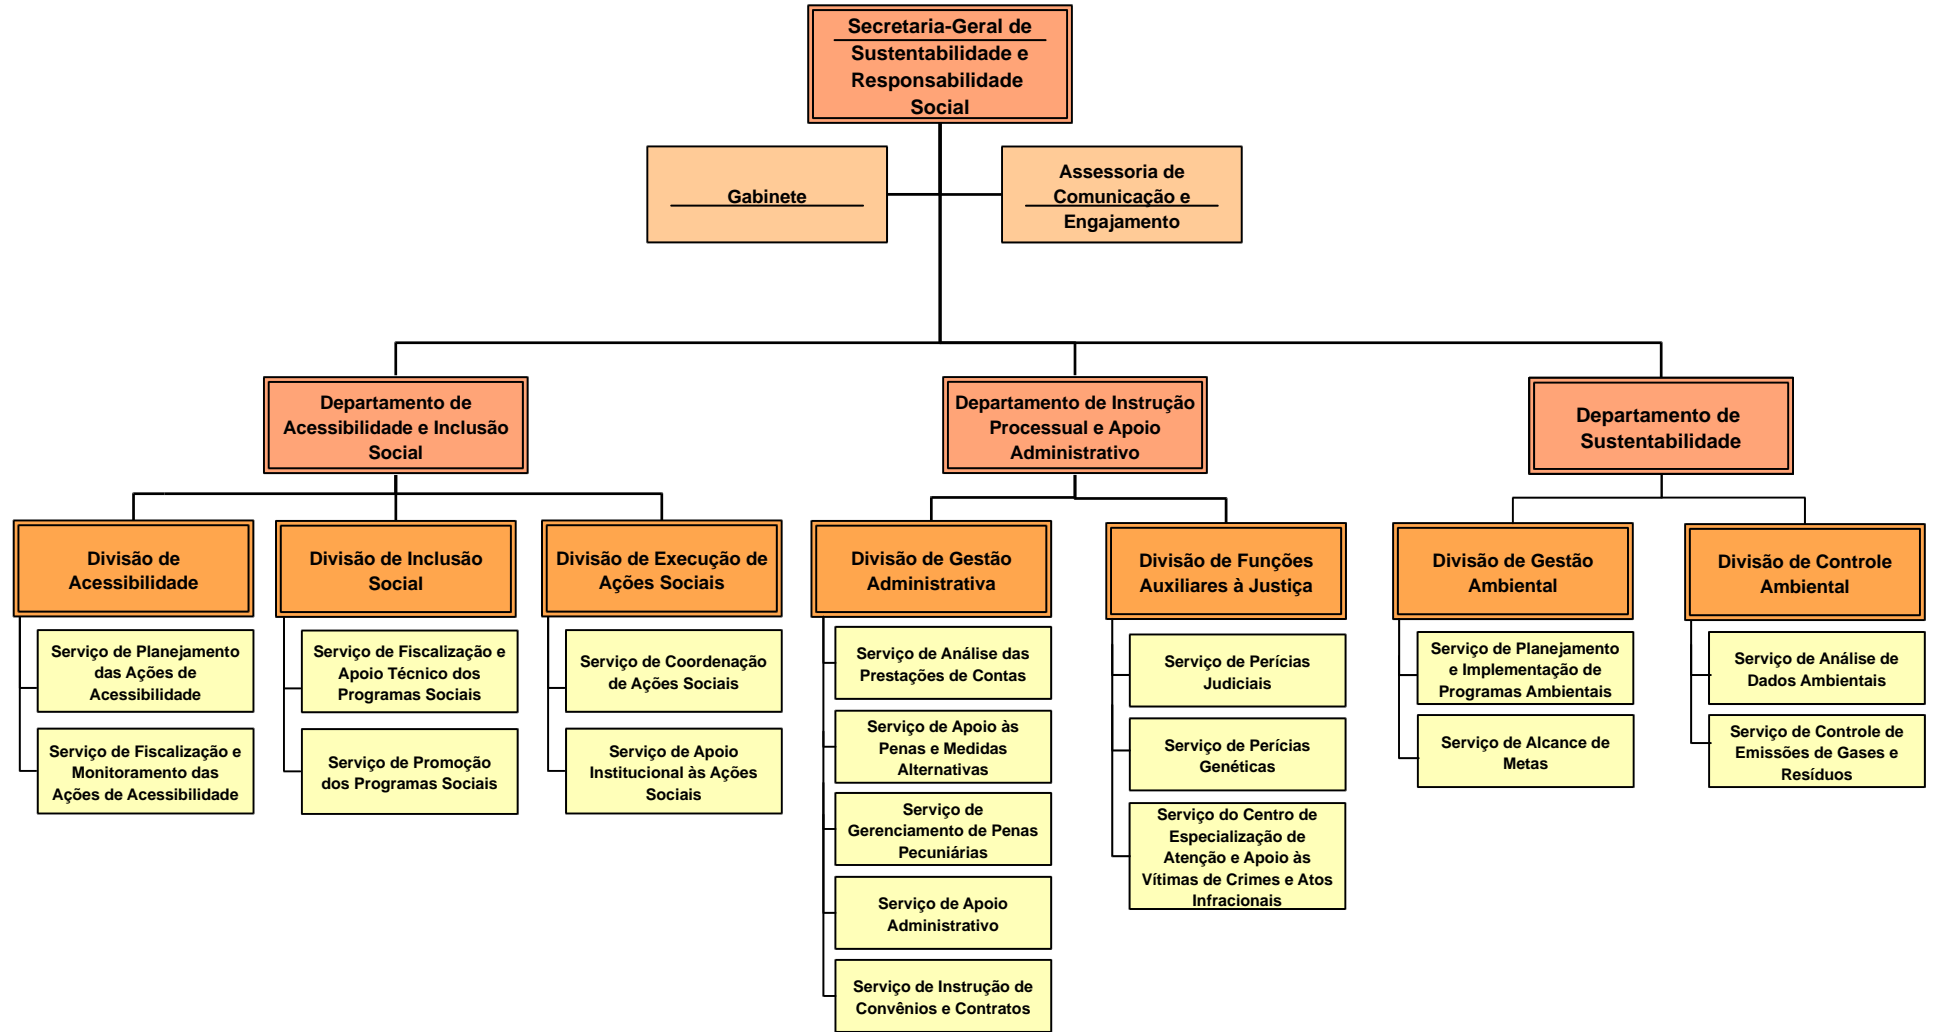 Secretaria-Geral de
Sustentabilidade e
Responsabilidade
Social
Gabinete
Assessoria de
Comunicação e
Engajamento
Departamento de
Acessibilidade e Inclusão
Social
Departamento de Instrução
Processual e Apoio
Administrativo
Departamento de
Sustentabilidade
Divisão de
Acessibilidade
Divisão de Inclusão
Social
Divisão de Execução de
Ações Sociais
Divisão de Gestão
Administrativa
Divisão de Funções
Auxiliares à Justiça
Divisão de Gestão
Ambiental
Divisão de Controle
Ambiental
Serviço de Planejamento
das Ações de
Acessibilidade
Serviço de Fiscalização e
Monitoramento das
Ações de Acessibilidade
Serviço de Fiscalização e
Apoio Técnico dos
Programas Sociais
Serviço de Promoção
dos Programas Sociais
Serviço de Coordenação
de Ações Sociais
Serviço de Apoio
Institucional às Ações
Sociais
Serviço de Análise das
Prestações de Contas
Serviço de Apoio às
Penas e Medidas
Alternativas
Serviço de
Gerenciamento de Penas
Pecuniárias
Serviço de Apoio
Administrativo
Serviço de Instrução de
Convênios e Contratos
Serviço de Perícias
Judiciais
Serviço de Perícias
Genéticas
Serviço do Centro de
Especialização de
Atenção e Apoio às
Vítimas de Crimes e Atos
Infracionais
Serviço de Planejamento
e Implementação de
Programas Ambientais
Serviço de Alcance de
Metas
Serviço de Análise de
Dados Ambientais
Serviço de Controle de
Emissões de Gases e
Resíduos